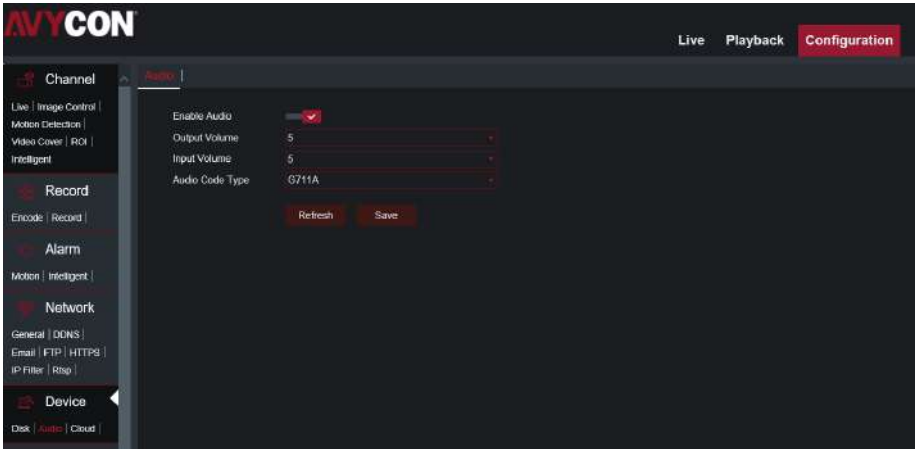 AVYCON
Live Playback Configuration
Channel
Live | Image Control |
Motion Detection |
Video Cover | ROI |
Intelligent
Record
Encode | Record |
Alarm
Motion | Intelligent |
Network
General | DDNS |
Email | FTP | HTTPS |
IP Filter | Rtsp |
Device
Disk | Audio | Cloud |
Audio |
Enable Audio
Output Volume 5
Input Volume 5
Audio Code Type G711A
Refresh Save